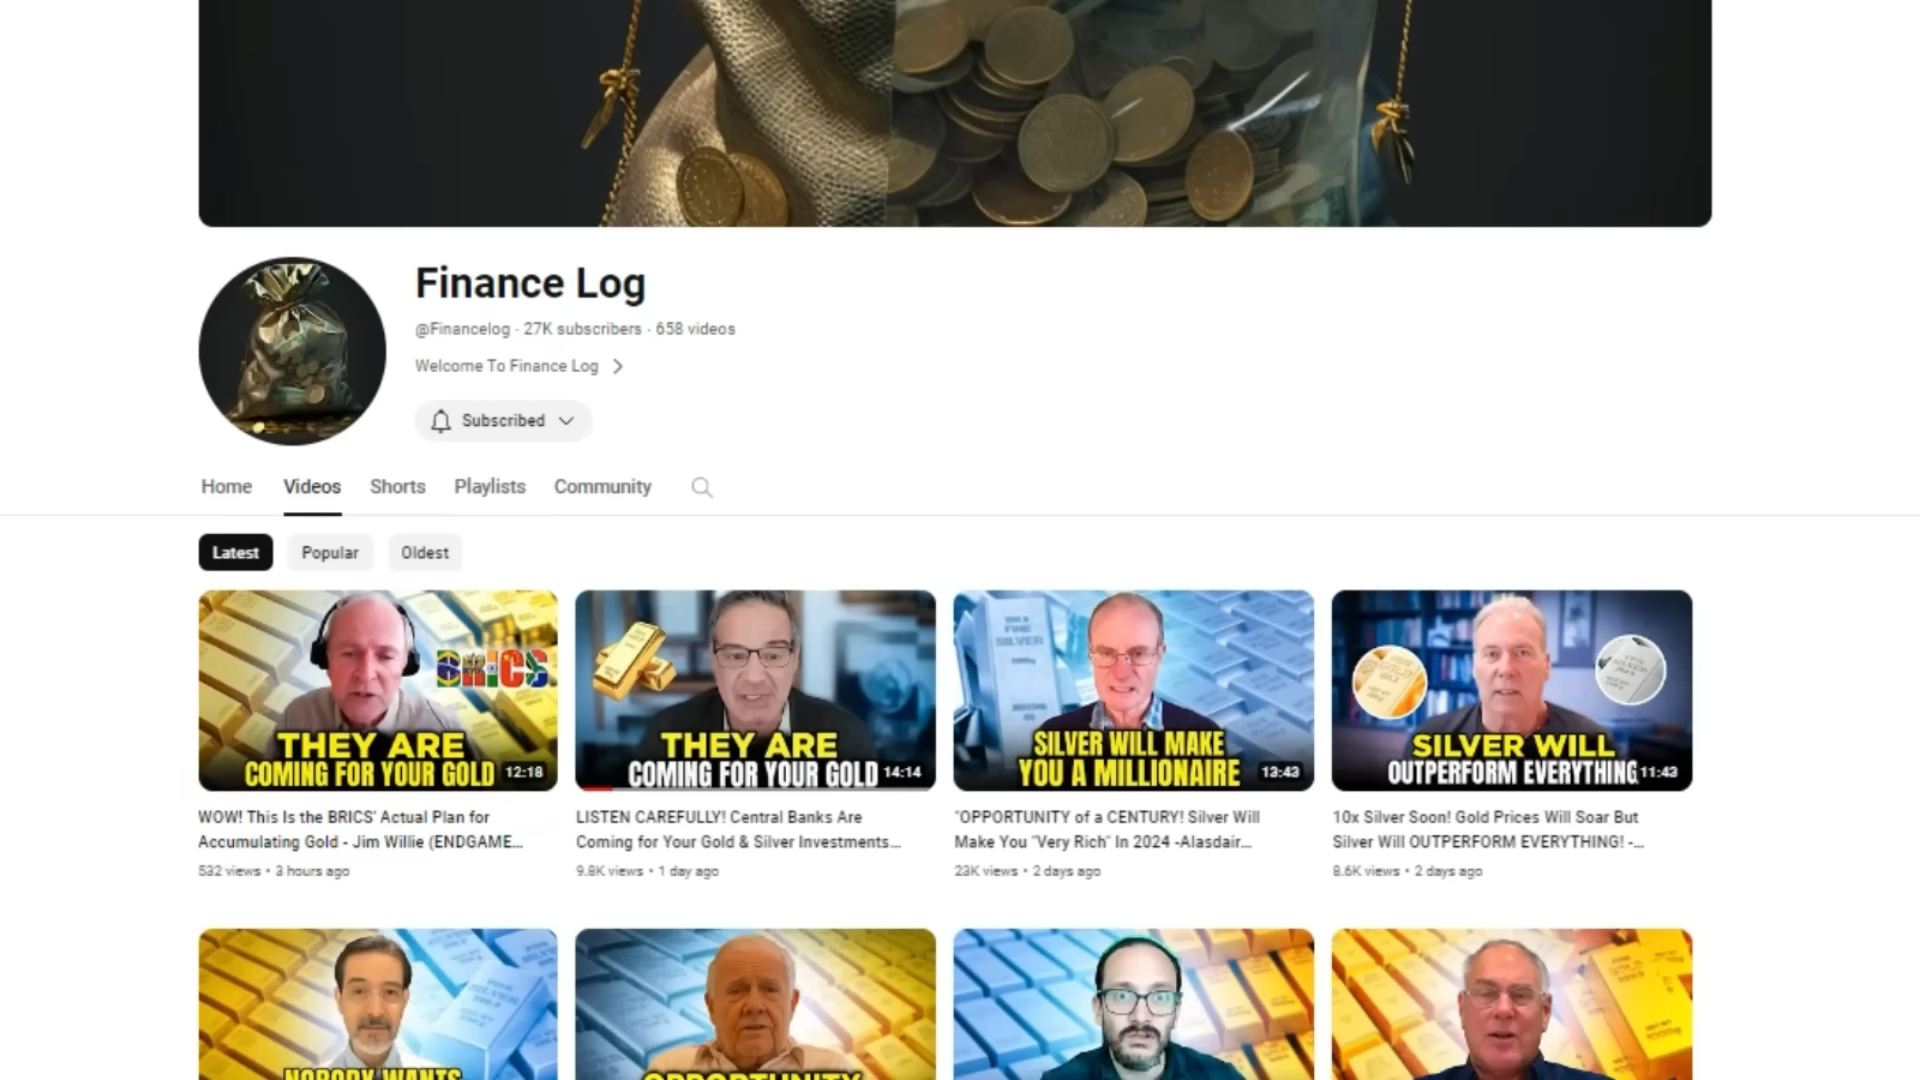 Finance Log
@Financelog · 27K subscribers · 658 videos
Welcome To Finance Log
Subscribed
Home Videos Shorts Playlists Community
Latest Popular Oldest
BRICS
THEY ARE
COMING FOR YOUR GOLD
12:18
THEY ARE
COMING FOR YOUR GOLD
14:14
SILVER WILL MAKE
YOU A MILLIONAIRE
13:43
SILVER WILL
OUTPERFORM EVERYTHING
11:43
WOW! This Is the BRICS' Actual Plan for
Accumulating Gold - Jim Willie (ENDGAME...
532 views • 3 hours ago
LISTEN CAREFULLY! Central Banks Are
Coming for Your Gold & Silver Investments...
9.8K views • 1 day ago
"OPPORTUNITY of a CENTURY! Silver Will
Make You "Very Rich" In 2024 -Alasdair...
23K views • 2 days ago
10x Silver Soon! Gold Prices Will Soar But
Silver Will OUTPERFORM EVERYTHING! -...
8.6K views • 2 days ago
NOBODY WANTS
OPPORTUNITY